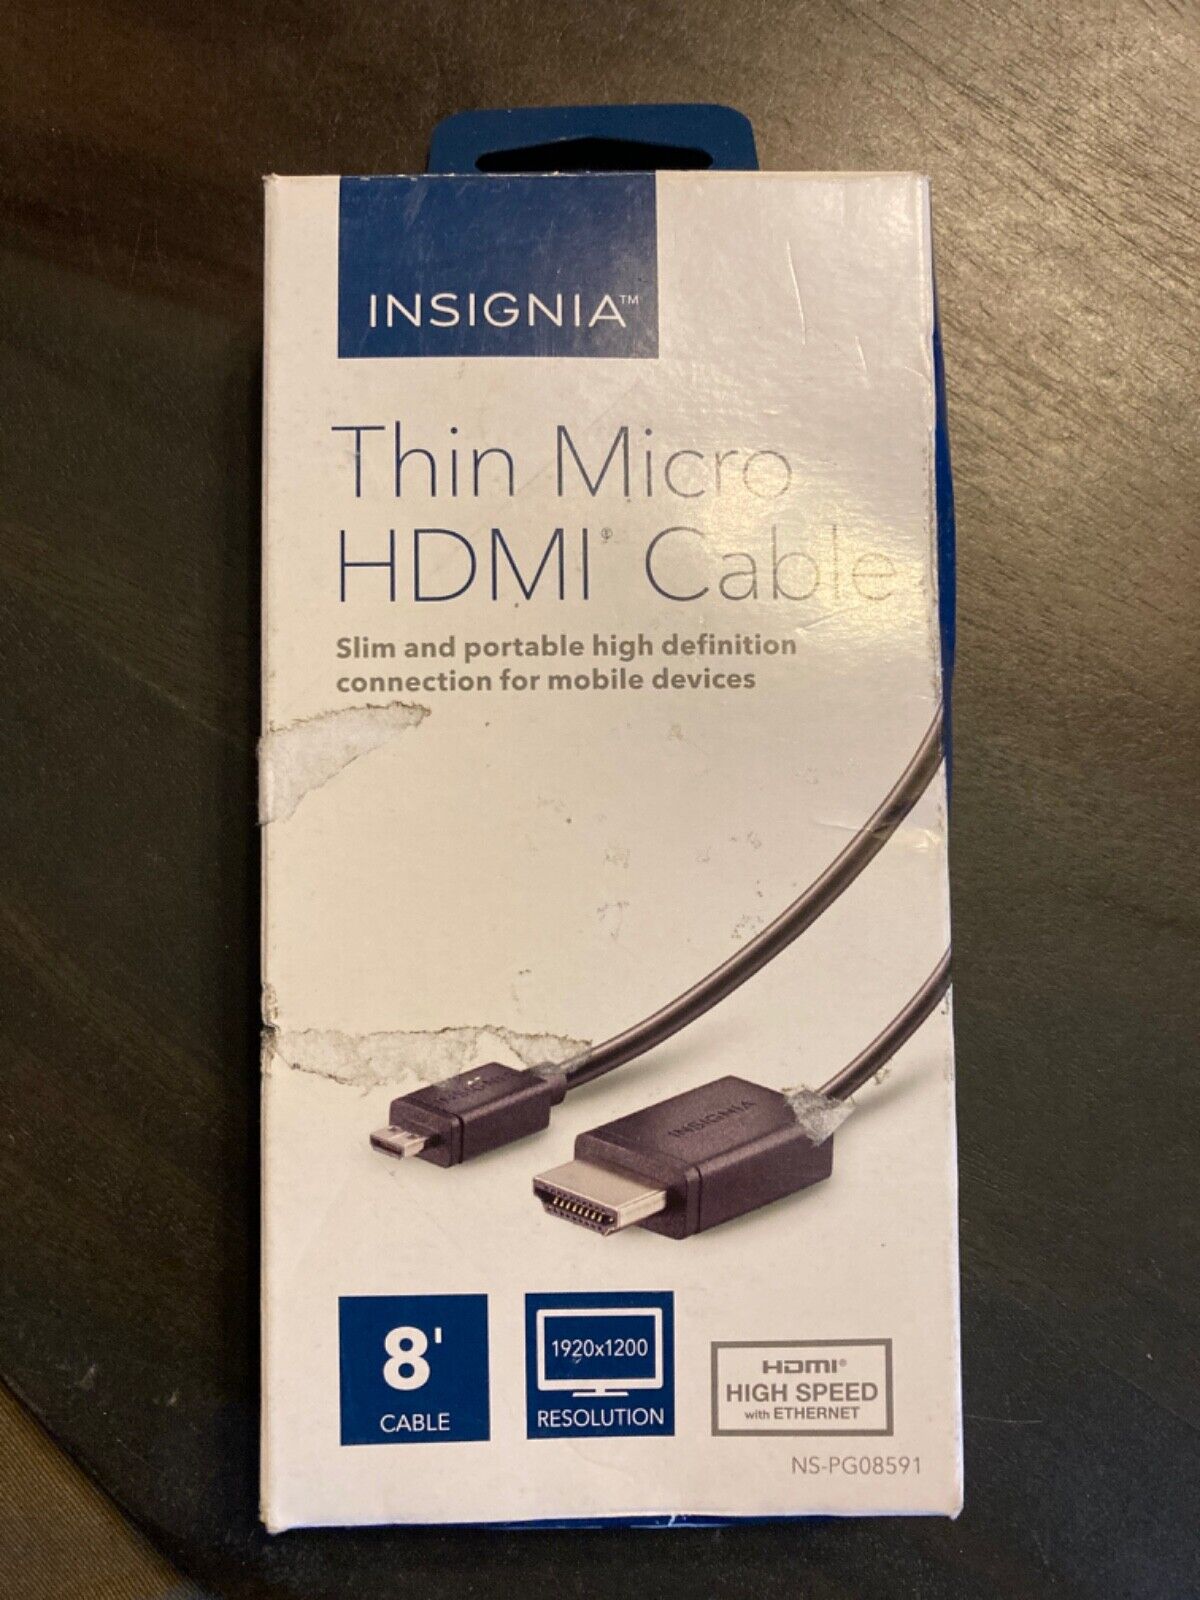 INSIGNIA™
Thin Micro
HDMI® Cable
Slim and portable high definition
connection for mobile devices
INSIGNIA
INSIGNIA
8'
CABLE
1920x1200
RESOLUTION
HDMI®
HIGH SPEED
with ETHERNET
NS-PG08591